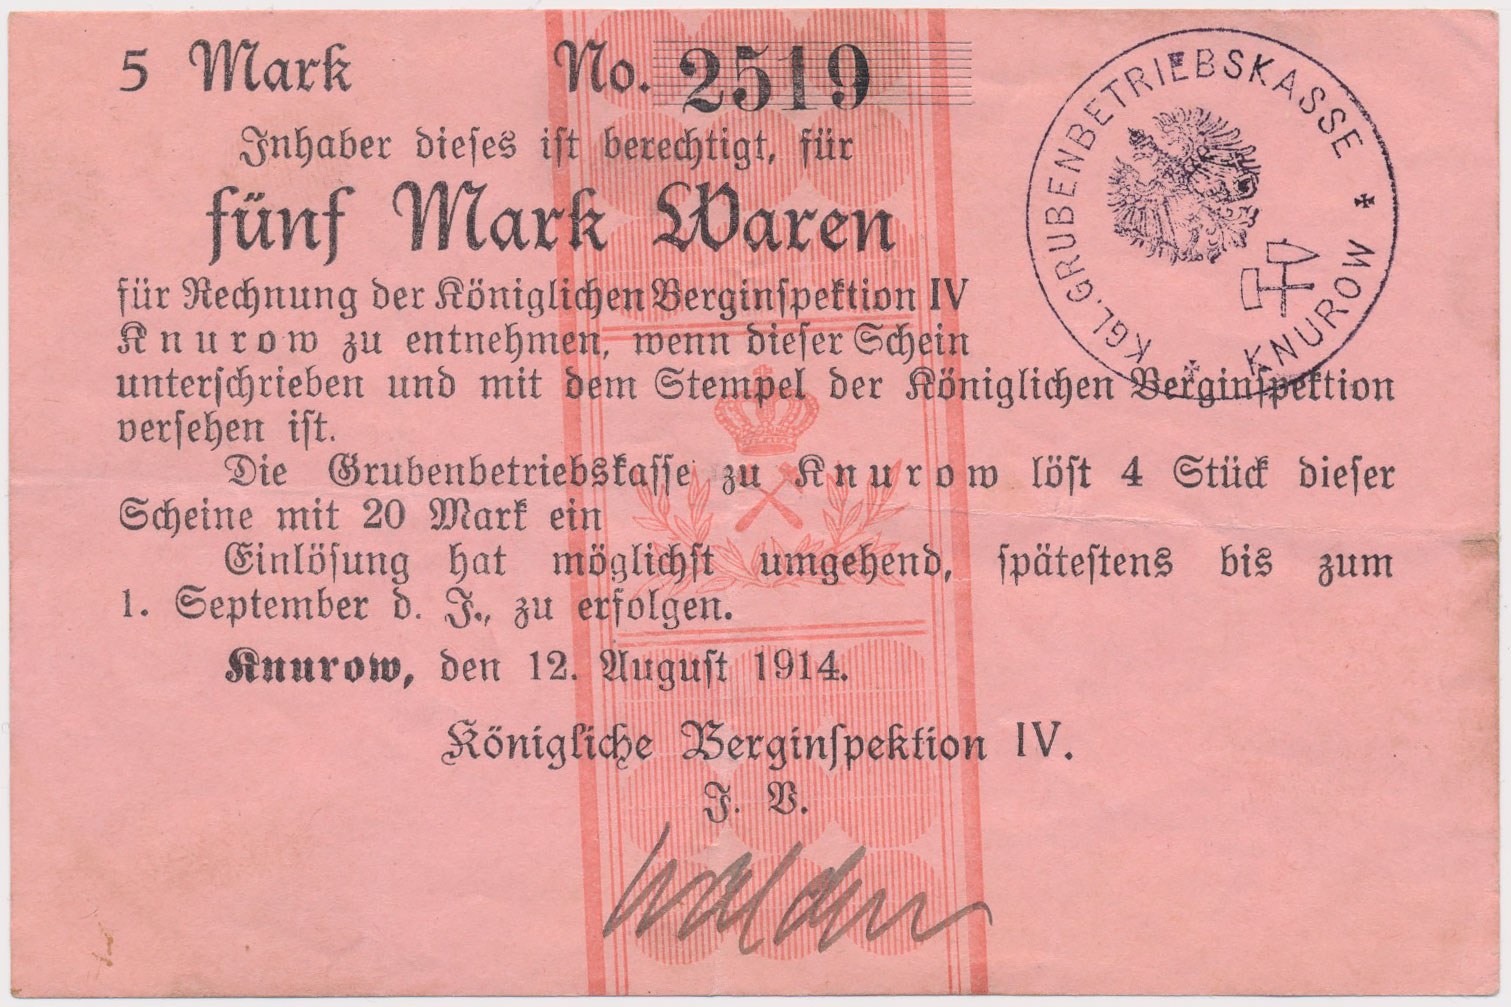 5 Mark No. 2519
Inhaber dieses ist berechtigt, für
fünf Mark Waren
für Rechnung der Königlichen Berginspektion IV
Knurow zu entnehmen, wenn dieser Schein
unterschrieben und mit dem Stempel der Königlichen Berginspektion
versehen ist.
Die Grubenbetriebskasse zu Knurow löst 4 Stück dieser
Scheine mit 20 Mark ein
Einlösung hat möglichst umgehend, spätestens bis zum
1. September d. J., zu erfolgen.
Knurow, den 12. August 1914.
Königliche Berginspektion IV.
J. V.
KGL. GRUBENBETRIEBSKASSE
KNUROW